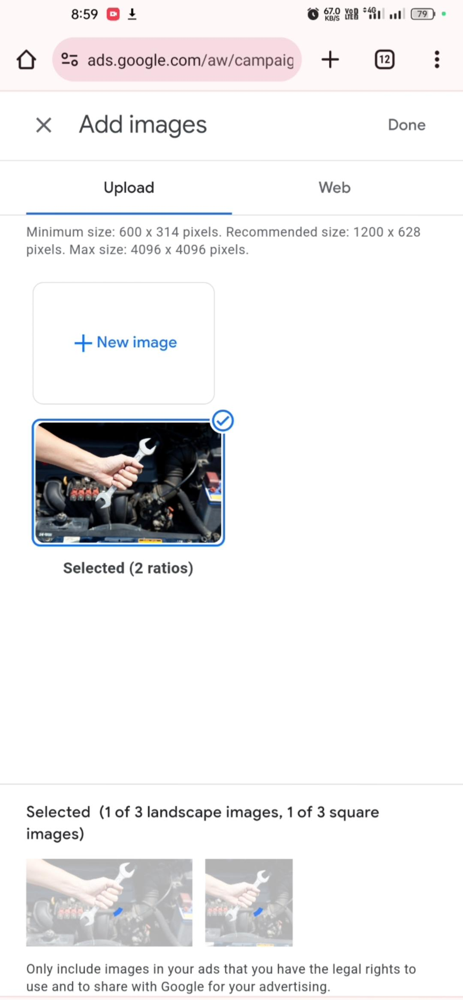 8:59
67.0
KB/S
4G
79
ads.google.com/aw/campaig
12
Add images
Done
Upload
Web
Minimum size: 600 x 314 pixels. Recommended size: 1200 x 628
pixels. Max size: 4096 x 4096 pixels.
New image
Selected (2 ratios)
Selected (1 of 3 landscape images, 1 of 3 square
images)
Only include images in your ads that you have the legal rights to
use and to share with Google for your advertising.